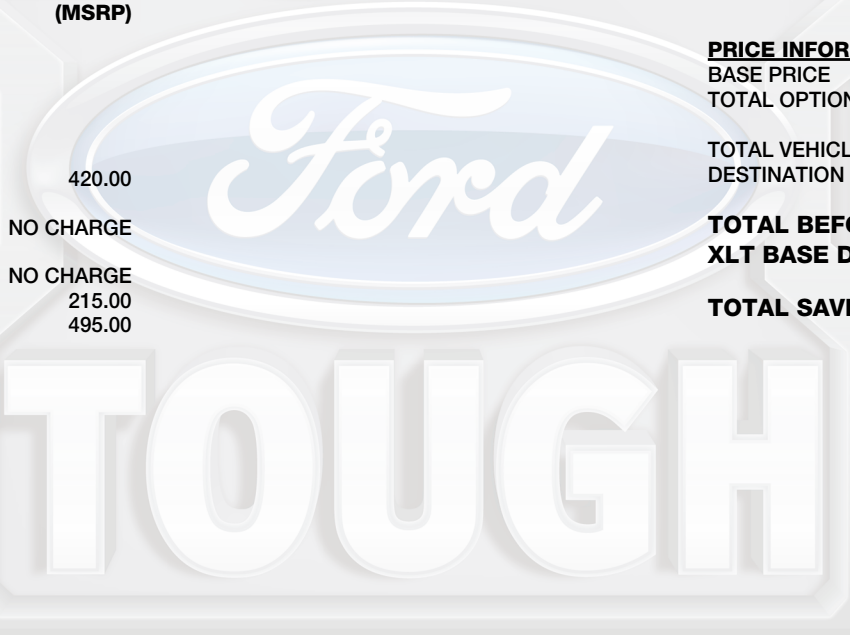 (MSRP)
420.00
NO CHARGE
NO CHARGE
215.00
495.00
PRICE INFOR
BASE PRICE
TOTAL OPTION
TOTAL VEHICL
DESTINATION
TOTAL BEFO
XLT BASE D
TOTAL SAVI
Ford
TOUGH